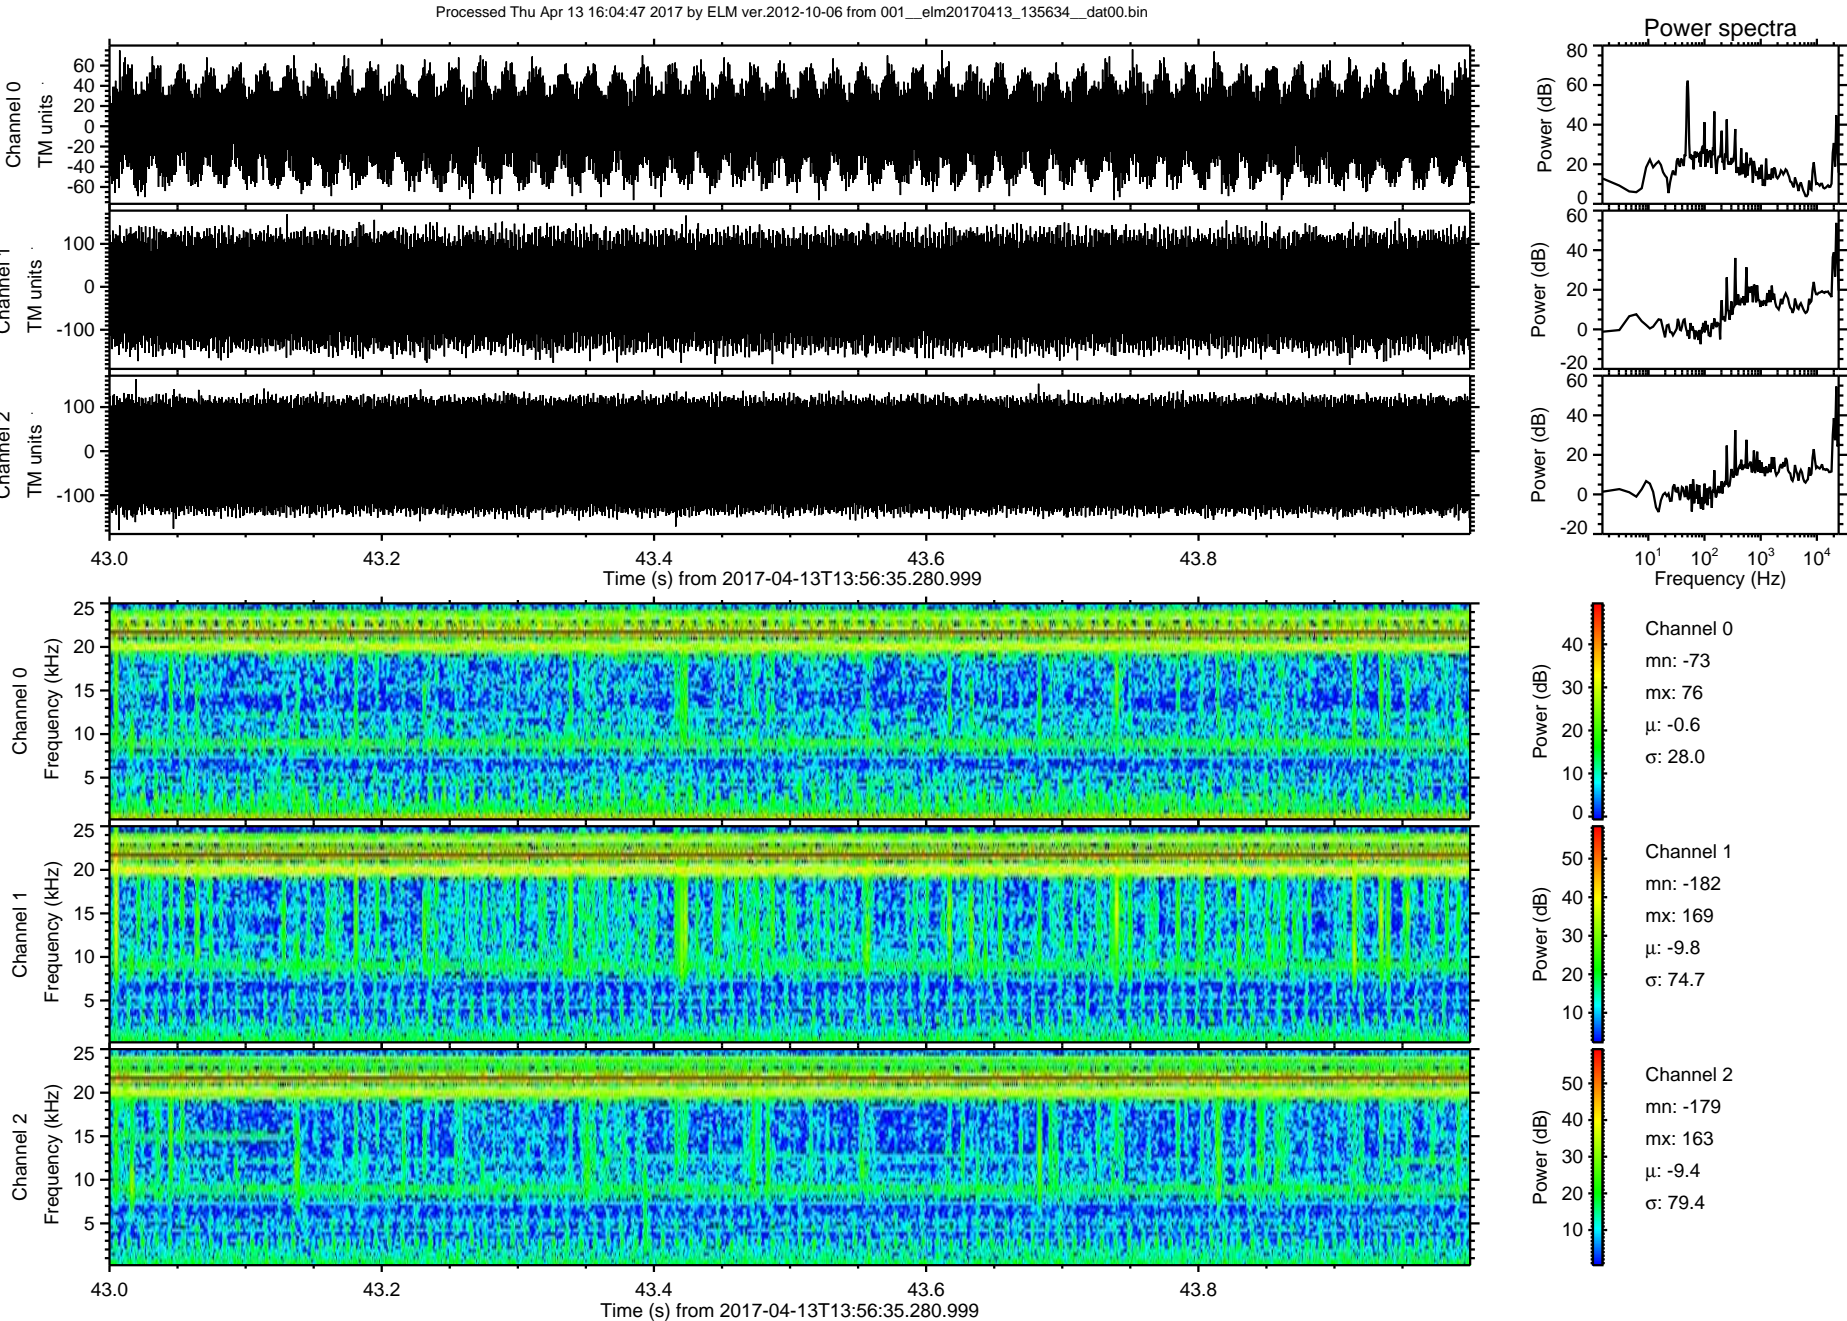 Processed Thu Apr 13 16:04:47 2017 by ELM ver.2012-10-06 from 001__elm20170413_135634__dat00.bin
Power spectra
Channel 0
TM units
60
40
20
0
-20
-40
-60
Power (dB)
80
60
40
20
0
Channel 1
TM units
100
0
-100
Power (dB)
60
40
20
0
-20
Channel 2
TM units
100
0
-100
Power (dB)
60
40
20
0
-20
43.0 43.2 43.4 43.6 43.8
Time (s) from 2017-04-13T13:56:35.280.999
10¹ 10² 10³ 10⁴
Frequency (Hz)
Channel 0
Frequency (kHz)
25
20
15
10
5
Power (dB)
40
30
20
10
0
Channel 0
mn: -73
mx: 76
μ: -0.6
σ: 28.0
Channel 1
Frequency (kHz)
25
20
15
10
5
Power (dB)
50
40
30
20
10
Channel 1
mn: -182
mx: 169
μ: -9.8
σ: 74.7
Channel 2
Frequency (kHz)
25
20
15
10
5
Power (dB)
50
40
30
20
10
Channel 2
mn: -179
mx: 163
μ: -9.4
σ: 79.4
43.0 43.2 43.4 43.6 43.8
Time (s) from 2017-04-13T13:56:35.280.999